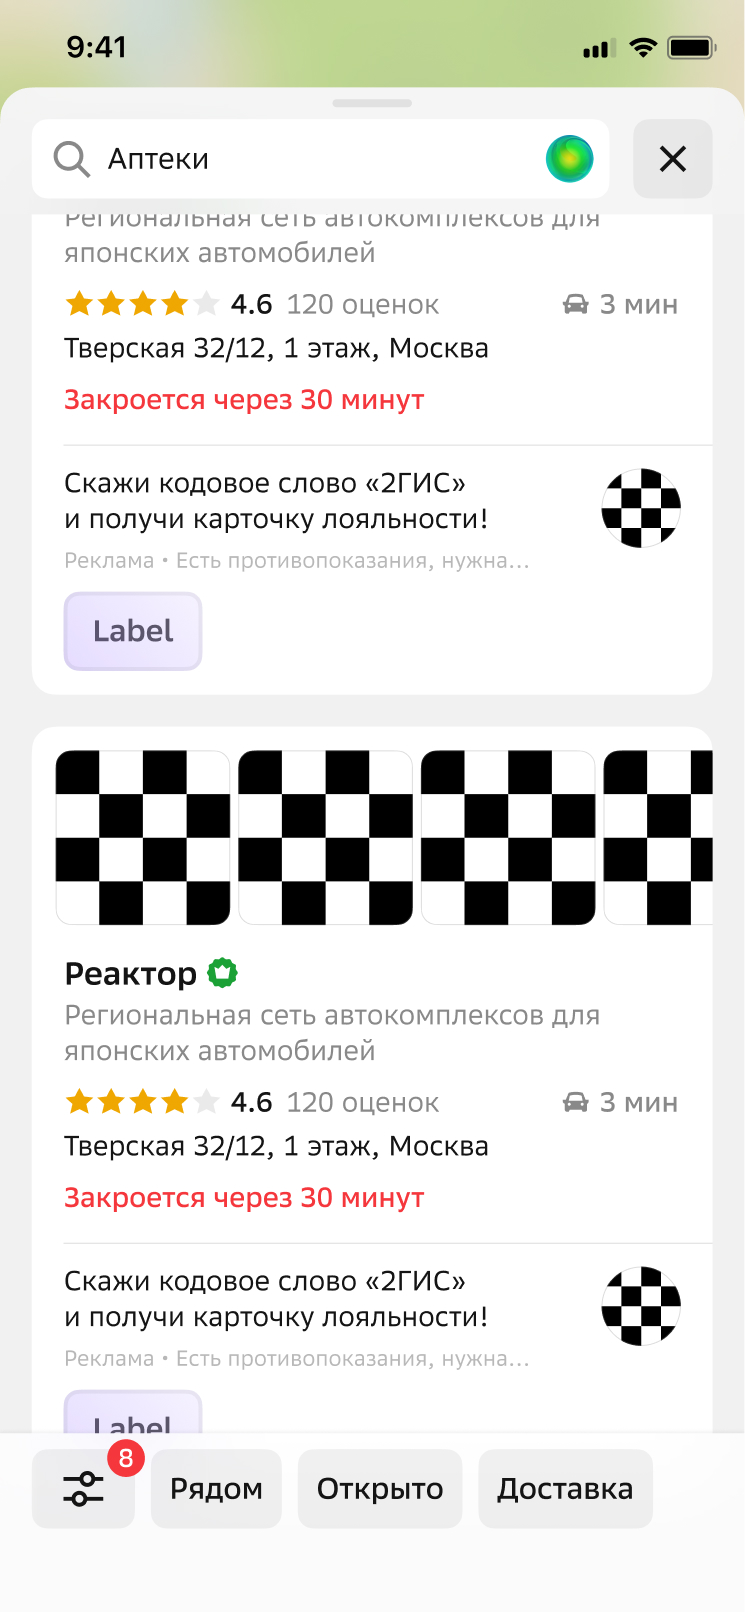 9:41
Аптеки
Региональная сеть автокомплексов для
японских автомобилей
4.6 120 оценок 3 мин
Тверская 32/12, 1 этаж, Москва
Закроется через 30 минут
Скажи кодовое слово «2ГИС»
и получи карточку лояльности!
Реклама • Есть противопоказания, нужна...
Label
Реактор
Региональная сеть автокомплексов для
японских автомобилей
4.6 120 оценок 3 мин
Тверская 32/12, 1 этаж, Москва
Закроется через 30 минут
Скажи кодовое слово «2ГИС»
и получи карточку лояльности!
Реклама • Есть противопоказания, нужна...
Label
8
Рядом Открыто Доставка